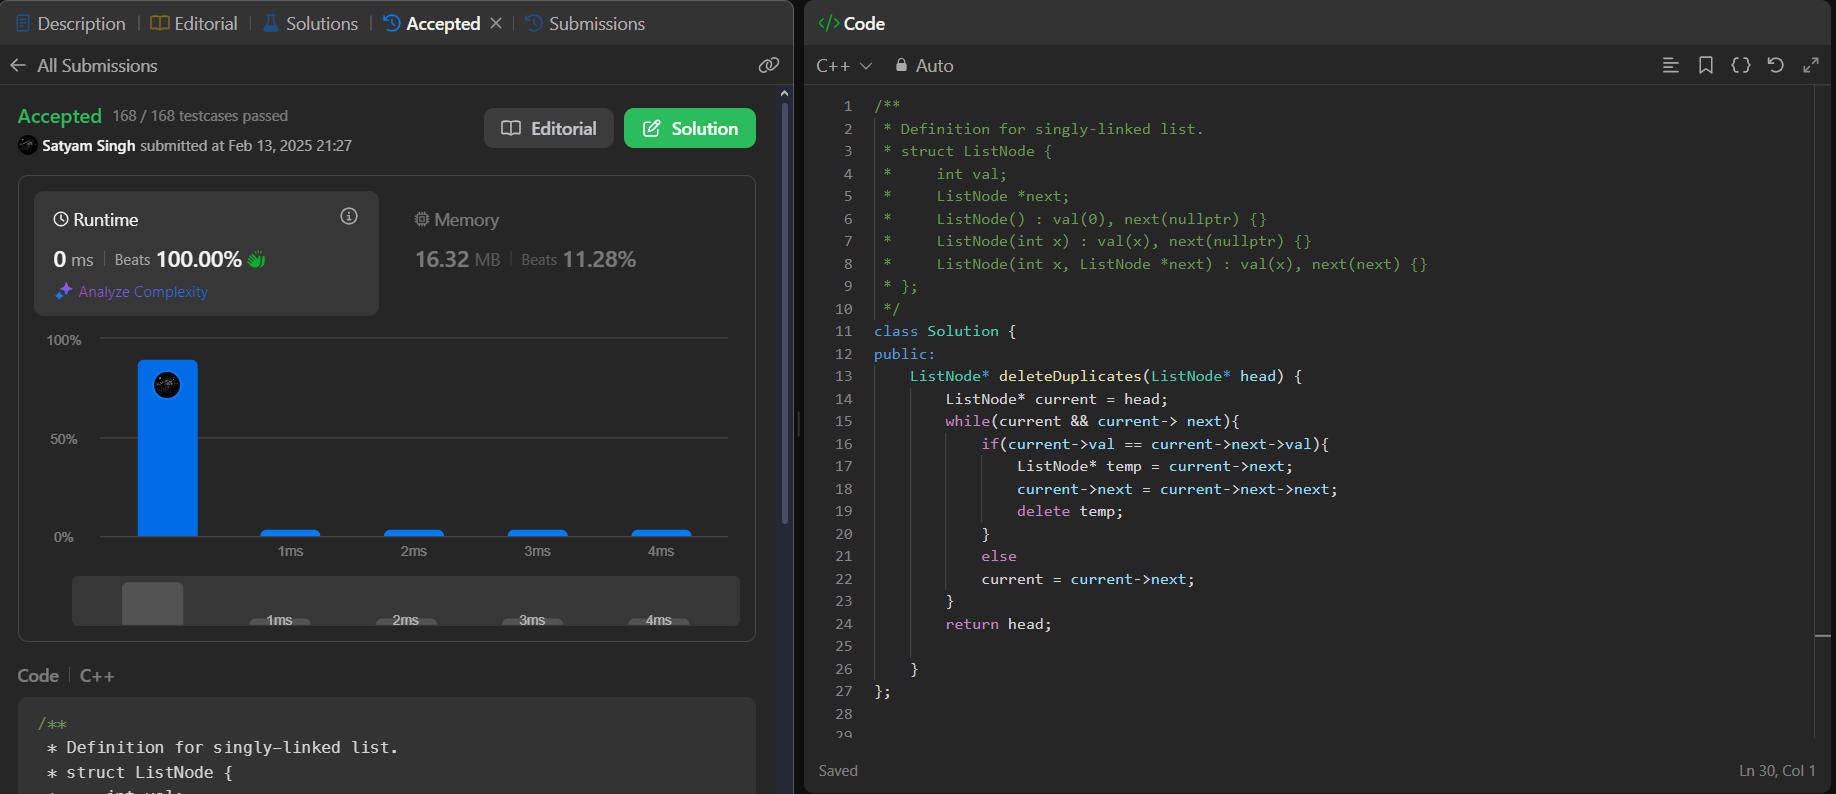 Description | Editorial | Solutions | Accepted | Submissions
All Submissions
Accepted 168 / 168 testcases passed
Satyam Singh submitted at Feb 13, 2025 21:27
Editorial
Solution
Runtime
0 ms | Beats 100.00%
Analyze Complexity
Memory
16.32 MB | Beats 11.28%
100%
50%
0%
1ms 2ms 3ms 4ms
1ms 2ms 3ms 4ms
Code | C++
/**
* Definition for singly-linked list.
* struct ListNode {
</> Code
C++ Auto
1 /**
2 * Definition for singly-linked list.
3 * struct ListNode {
4 *     int val;
5 *     ListNode *next;
6 *     ListNode() : val(0), next(nullptr) {}
7 *     ListNode(int x) : val(x), next(nullptr) {}
8 *     ListNode(int x, ListNode *next) : val(x), next(next) {}
9 * };
10 */
11 class Solution {
12 public:
13     ListNode* deleteDuplicates(ListNode* head) {
14         ListNode* current = head;
15         while(current && current-> next){
16             if(current->val == current->next->val){
17                 ListNode* temp = current->next;
18                 current->next = current->next->next;
19                 delete temp;
20             }
21             else
22             current = current->next;
23         }
24         return head;
25
26     }
27 };
28
29
Saved
Ln 30, Col 1